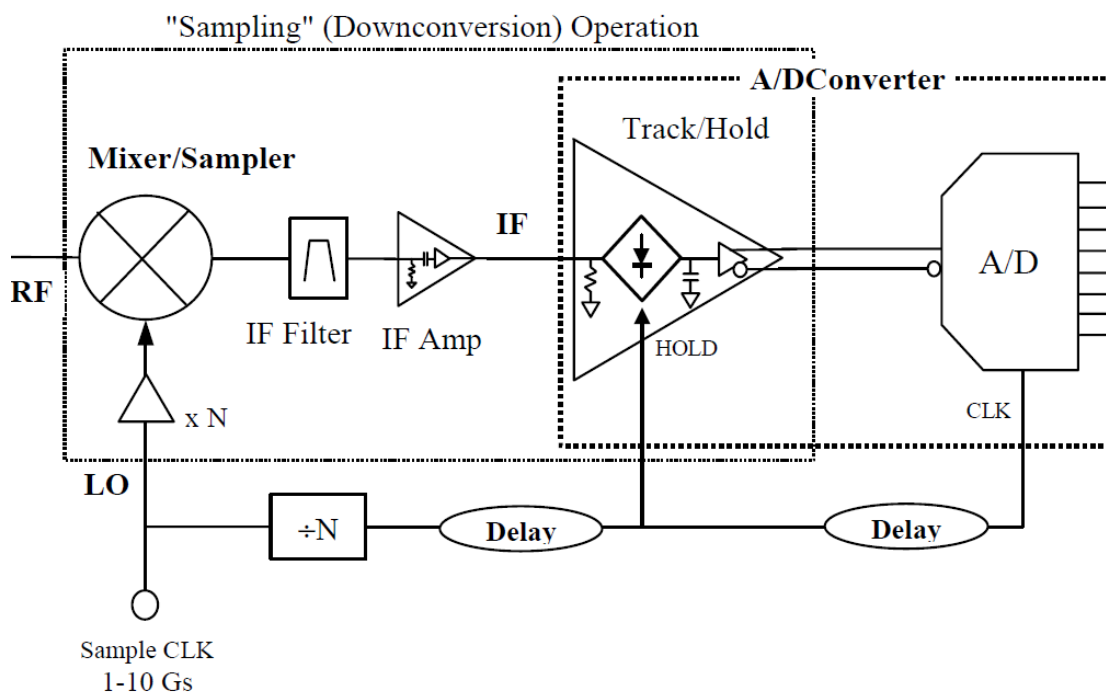 "Sampling" (Downconversion) Operation
A/DConverter
Track/Hold
Mixer/Sampler
IF
A/D
RF
IF Filter
IF Amp
HOLD
x N
CLK
LO
÷N
Delay
Delay
Sample CLK
1-10 Gs